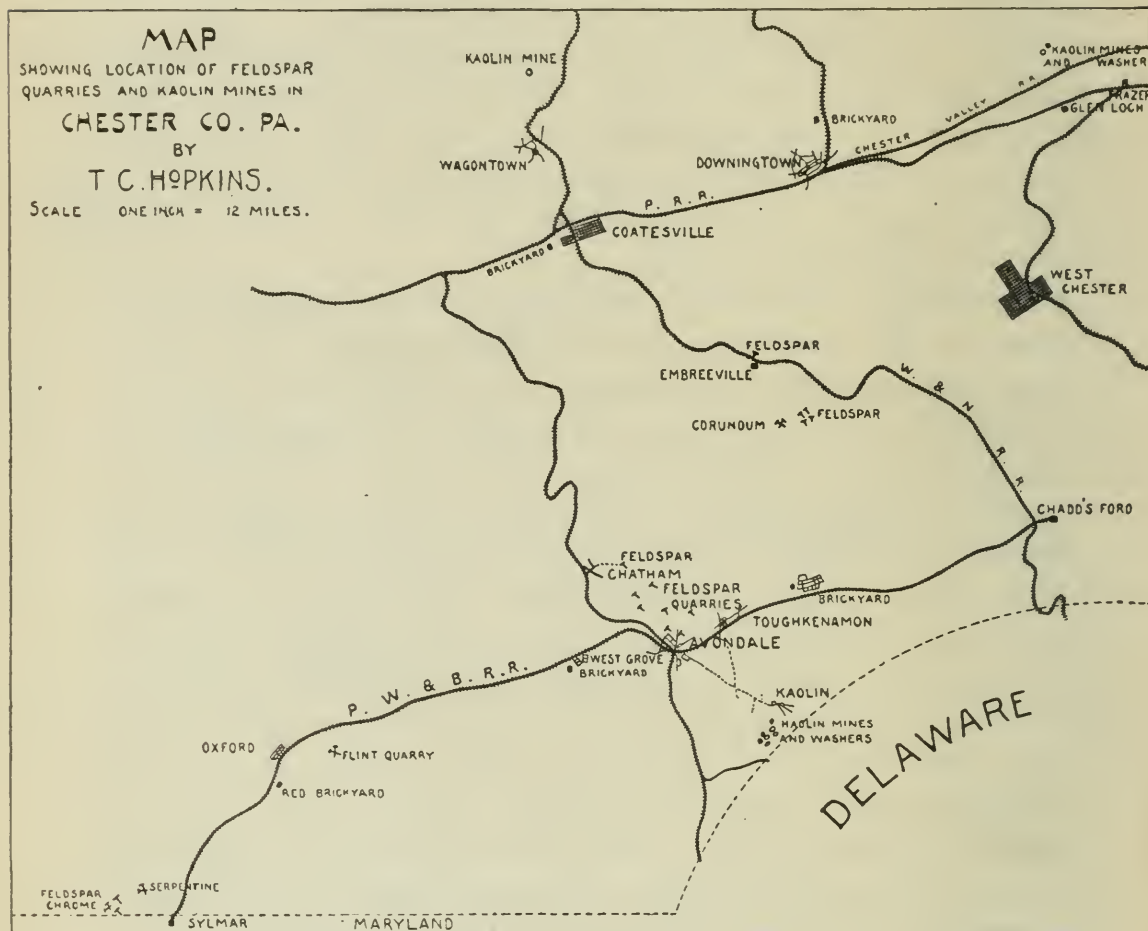 MAP
SHOWING LOCATION OF FELDSPAR
QUARRIES AND KAOLIN MINES IN
CHESTER CO. PA.
BY
T C. HOPKINS.
SCALE ONE INCH = 12 MILES.
KAOLIN MINE
KAOLIN MINES
AND WASHER
FRAZER
GLEN LOCH
BRICKYARD
CHESTER VALLEY R.R.
WAGONTOWN
DOWNINGTOWN
P. R. R.
COATESVILLE
BRICKYARD
WEST
CHESTER
FELDSPAR
EMBREEVILLE
W. & N. R. R.
CORUNDUM
FELDSPAR
CHADD'S FORD
FELDSPAR
CHATHAM
FELDSPAR
QUARRIES
BRICKYARD
TOUGHKENAMON
AVONDALE
WEST GROVE
BRICKYARD
P. W. & B. R. R.
KAOLIN
HAOLIN MINES
AND WASHERS
OXFORD
FLINT QUARRY
RED BRICKYARD
DELAWARE
SERPENTINE
FELDSPAR
CHROME
SYLMAR
MARYLAND